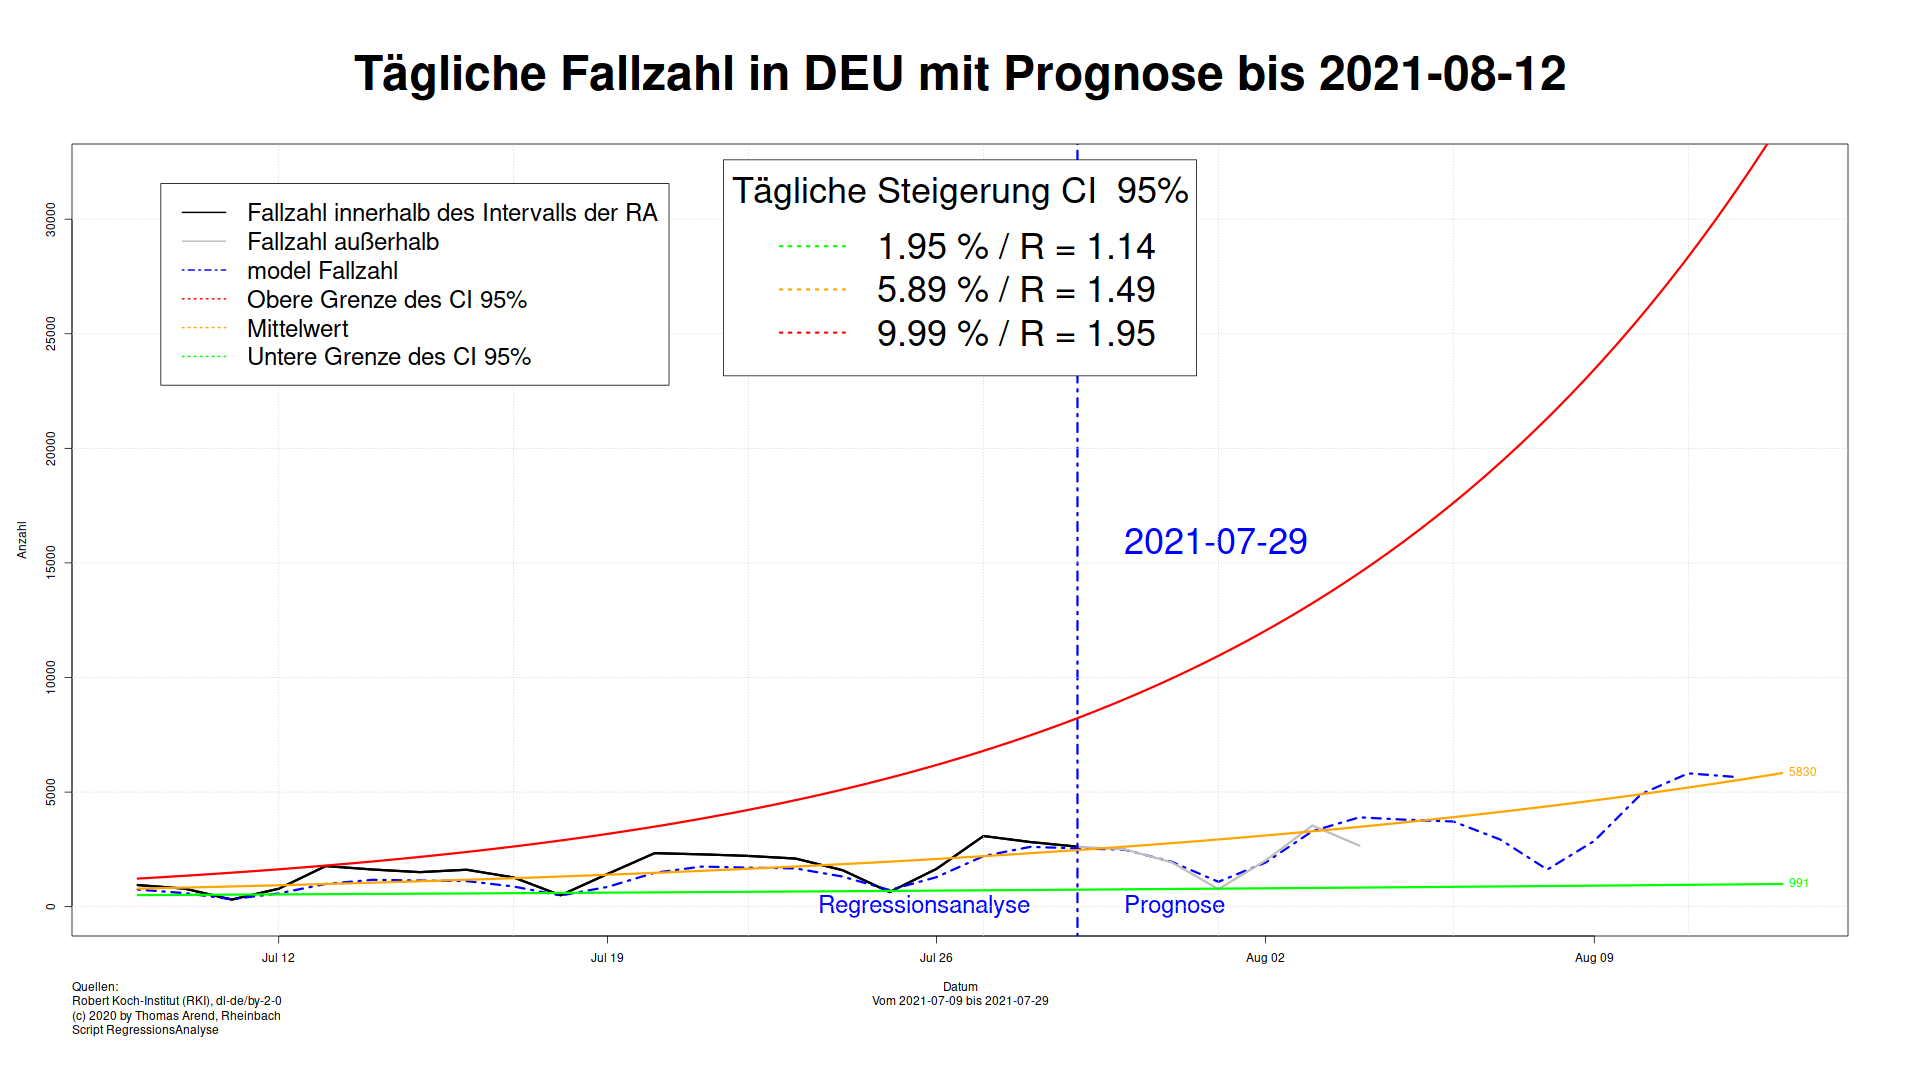 Tägliche Fallzahl in DEU mit Prognose bis 2021-08-12
Fallzahl innerhalb des Intervalls der RA
Fallzahl außerhalb
model Fallzahl
Obere Grenze des CI 95%
Mittelwert
Untere Grenze des CI 95%
Tägliche Steigerung CI  95%
1.95 % / R = 1.14
5.89 % / R = 1.49
9.99 % / R = 1.95
30000
25000
20000
15000
10000
5000
0
Anzahl
2021-07-29
5830
991
Regressionsanalyse
Prognose
Jul 12
Jul 19
Jul 26
Aug 02
Aug 09
Datum
Vom 2021-07-09 bis 2021-07-29
Quellen:
Robert Koch-Institut (RKI), dl-de/by-2-0
(c) 2020 by Thomas Arend, Rheinbach
Script RegressionsAnalyse